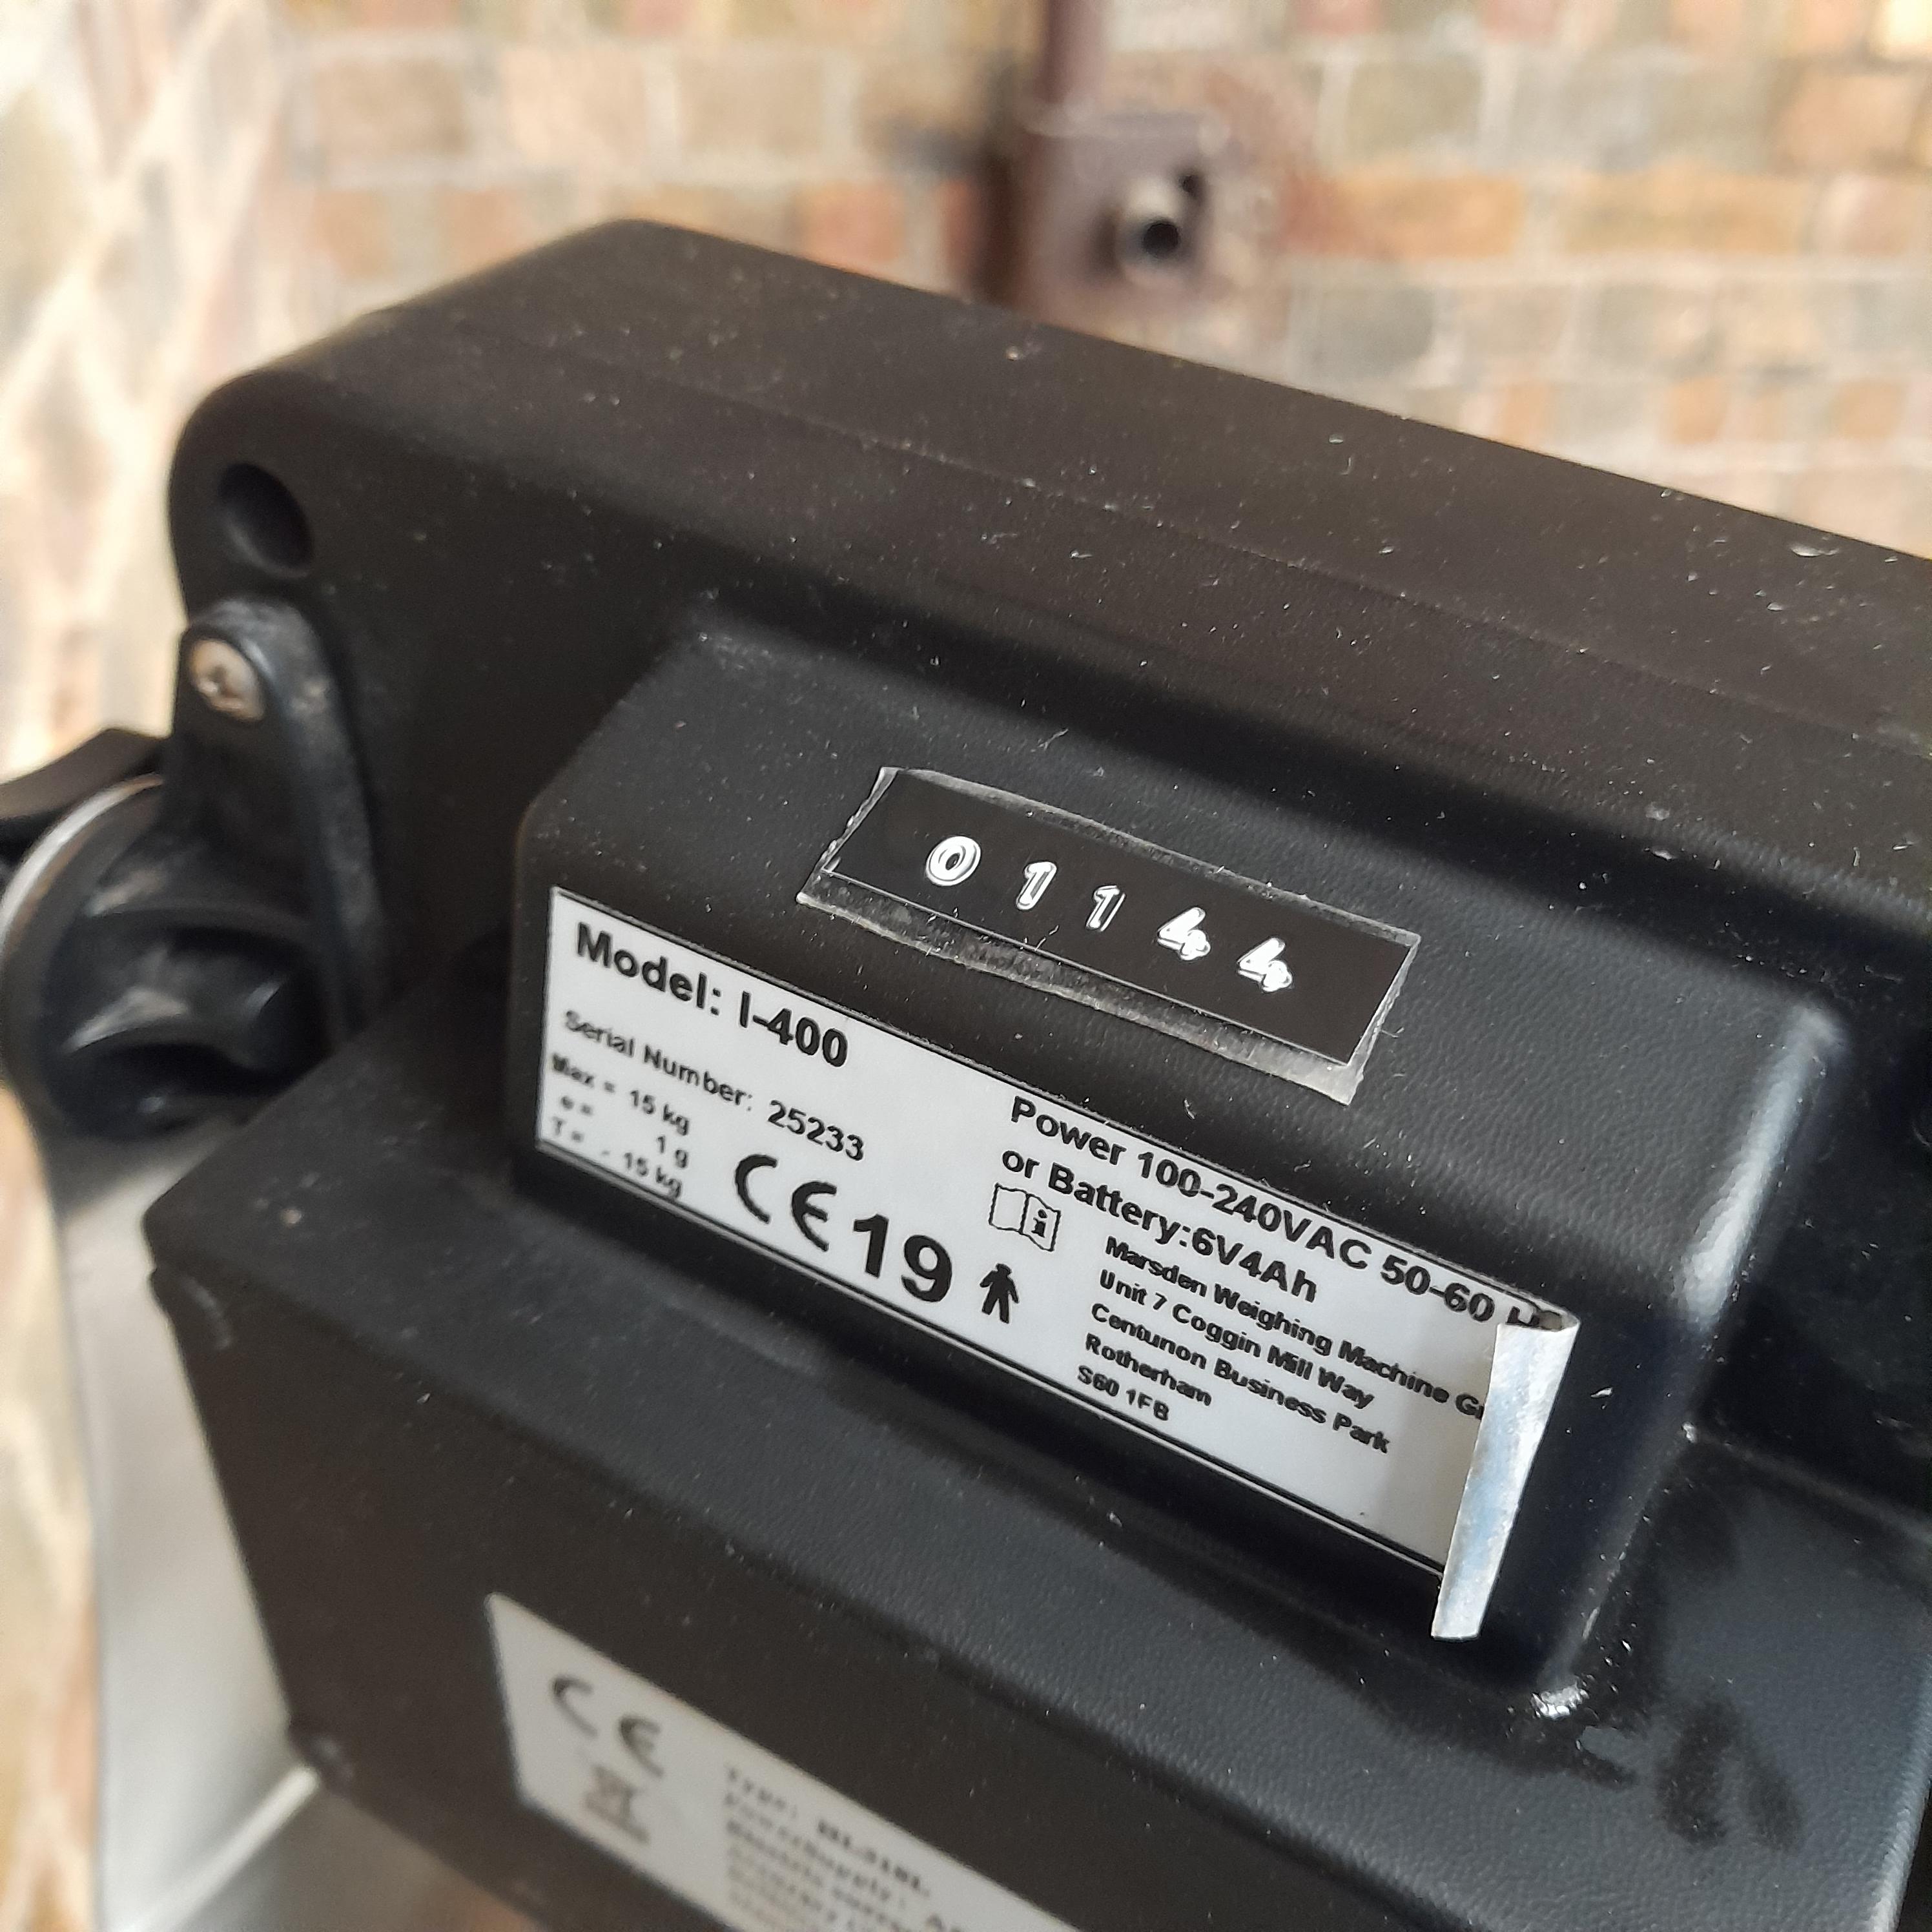 01144
Model: I-400
Serial Number: 25233
Max = 15 kg
e = 1 g
T = - 15 kg
CE 19
Power 100-240VAC 50-60
or Battery:6V4Ah
Marsden Weighing Machine
Unit 7 Coggin Mill Way
Centunon Business Park
Rotherham
S60 1FB
CE